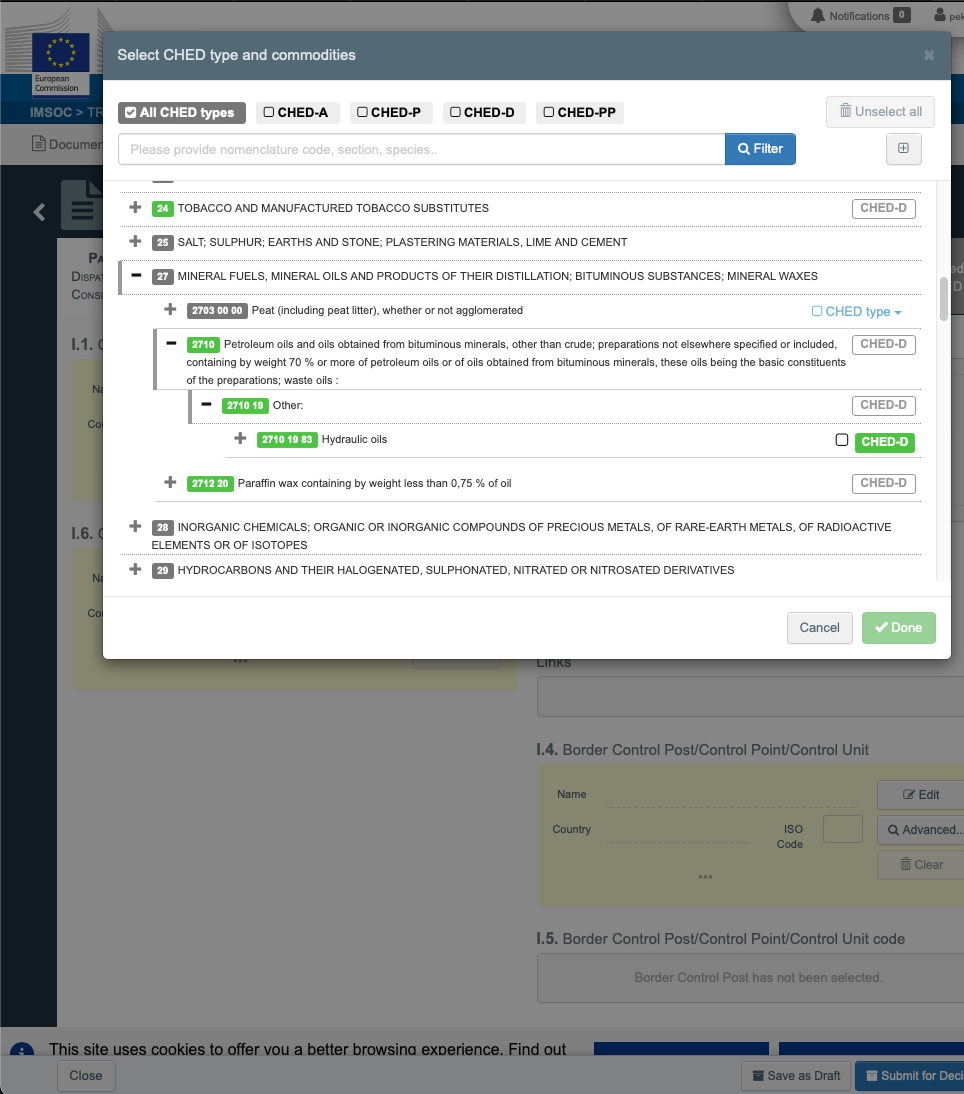 Notifications 0
pek
European
Commission
IMSOC > TR
Documen
Select CHED type and commodities
All CHED types
CHED-A
CHED-P
CHED-D
CHED-PP
Unselect all
Please provide nomenclature code, section, species..
Filter
24 TOBACCO AND MANUFACTURED TOBACCO SUBSTITUTES CHED-D
25 SALT; SULPHUR; EARTHS AND STONE; PLASTERING MATERIALS, LIME AND CEMENT
27 MINERAL FUELS, MINERAL OILS AND PRODUCTS OF THEIR DISTILLATION; BITUMINOUS SUBSTANCES; MINERAL WAXES
2703 00 00 Peat (including peat litter), whether or not agglomerated CHED type
2710 Petroleum oils and oils obtained from bituminous minerals, other than crude; preparations not elsewhere specified or included, CHED-D
containing by weight 70 % or more of petroleum oils or of oils obtained from bituminous minerals, these oils being the basic constituents
of the preparations; waste oils :
2710 19 Other: CHED-D
2710 19 83 Hydraulic oils CHED-D
2712 20 Paraffin wax containing by weight less than 0,75 % of oil CHED-D
28 INORGANIC CHEMICALS; ORGANIC OR INORGANIC COMPOUNDS OF PRECIOUS METALS, OF RARE-EARTH METALS, OF RADIOACTIVE
ELEMENTS OR OF ISOTOPES
29 HYDROCARBONS AND THEIR HALOGENATED, SULPHONATED, NITRATED OR NITROSATED DERIVATIVES
Cancel
Done
PA
DISPAT
CONSI
I.1.
Na
Cou
I.6.
Na
Cou
Links
I.4. Border Control Post/Control Point/Control Unit
Name
Edit
Country
ISO
Code
Advanced..
Clear
I.5. Border Control Post/Control Point/Control Unit code
Border Control Post has not been selected.
This site uses cookies to offer you a better browsing experience. Find out
Close
Save as Draft
Submit for Deci